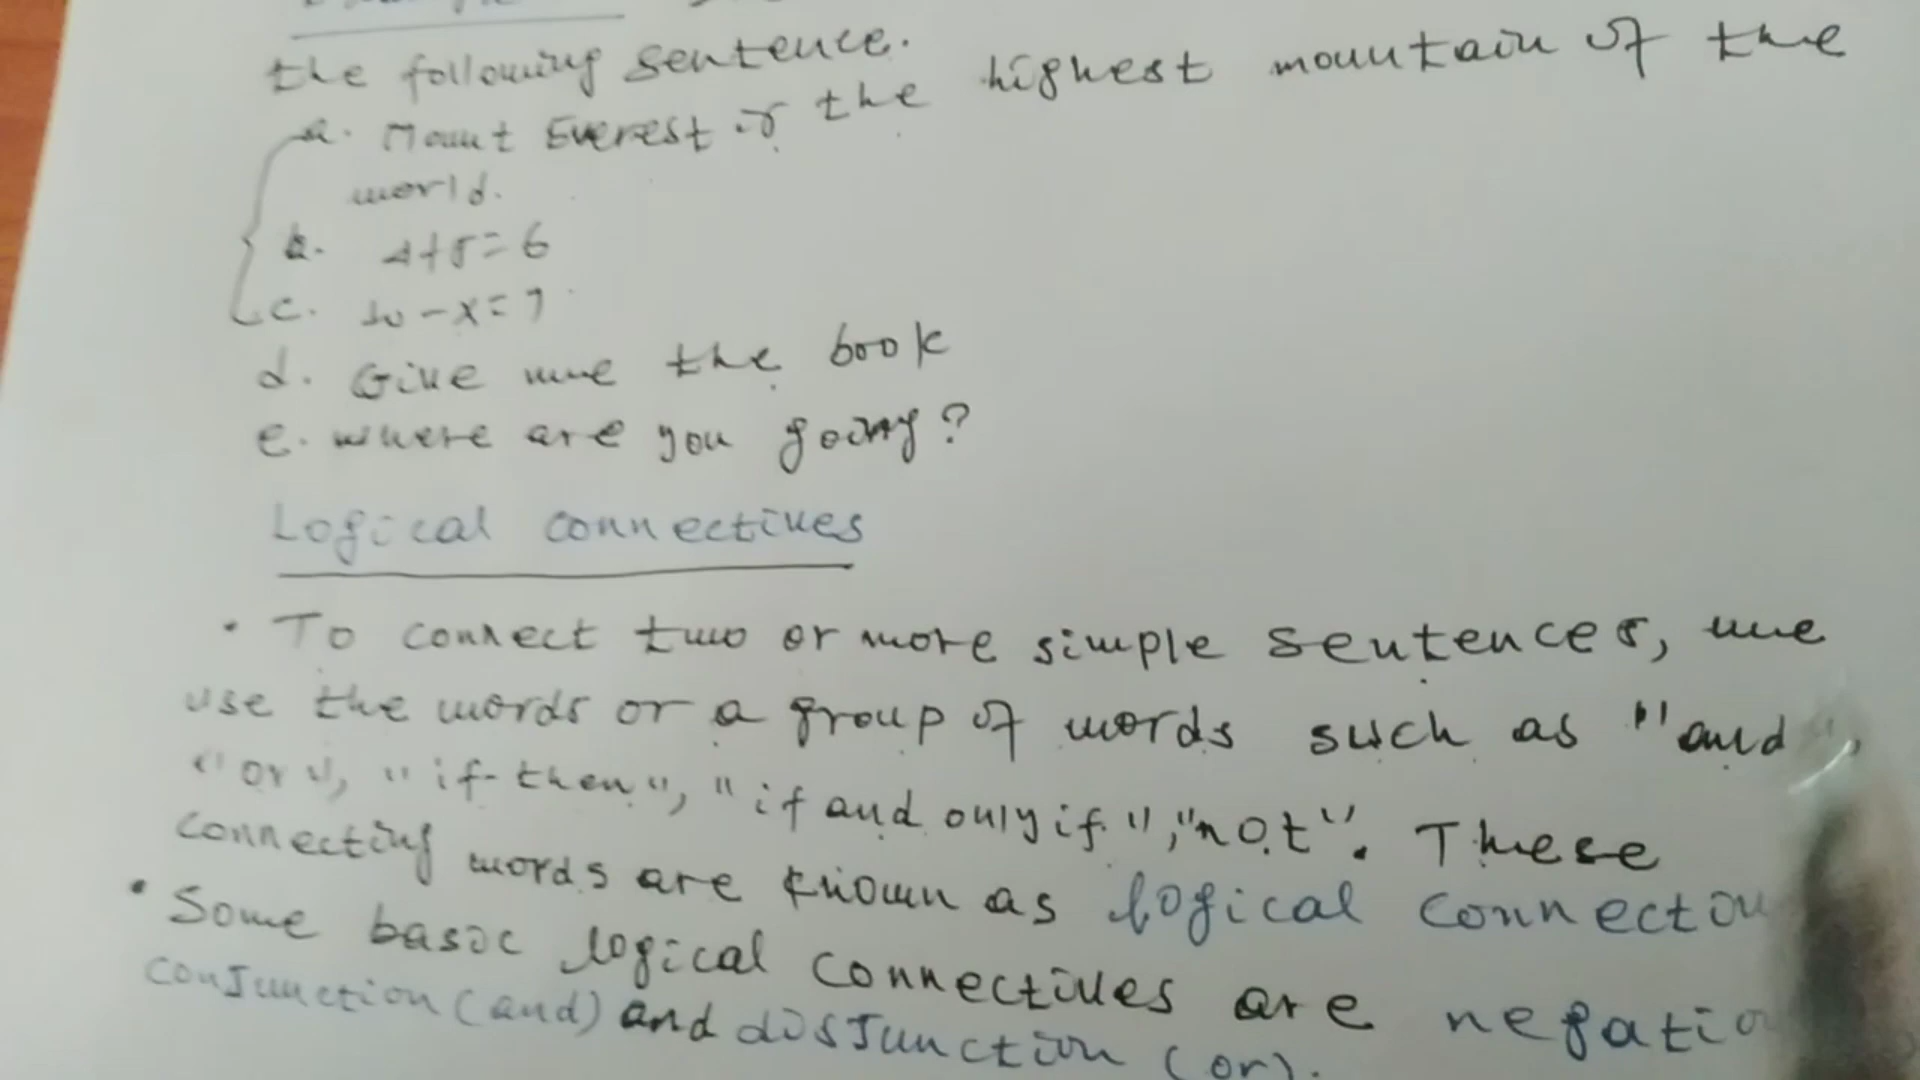 the following sentence.
a. Mount Everest is the highest mountain of the
world.
b. 4+5=6
c. 10-x=7
d. Give me the book
e. where are you going?
Logical connectives
• To connect two or more simple sentences, we
use the words or a group of words such as "and",
"or", "if-then", "if and only if", "not". These
connecting words are known as logical connecto
• Some basic logical connectives are negatio
conjunction (and) and disjunction (or).